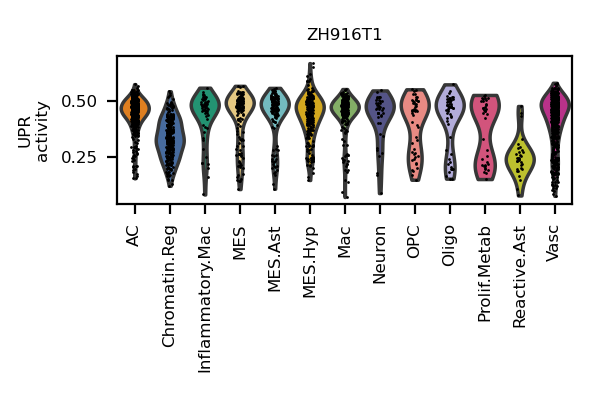 ZH916T1
UPR
activity
0.50
0.25
AC
Chromatin.Reg
Inflammatory.Mac
MES
MES.Ast
MES.Hyp
Mac
Neuron
OPC
Oligo
Prolif.Metab
Reactive.Ast
Vasc